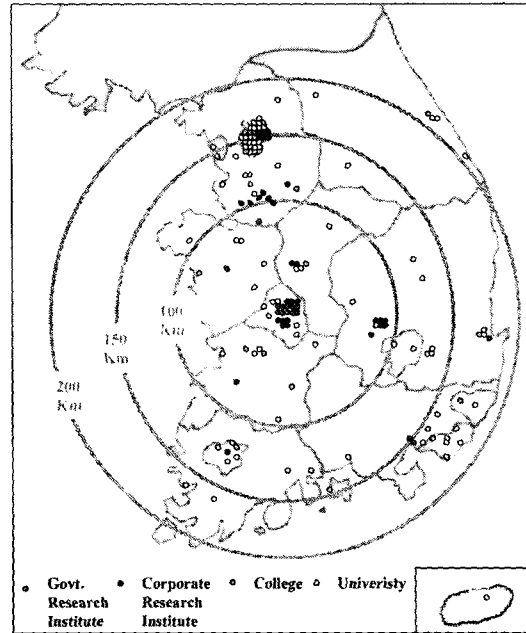 100
Km
150
Km
200
Km
Govt. Corporate College Univeristy
Research Research
Institute Institute